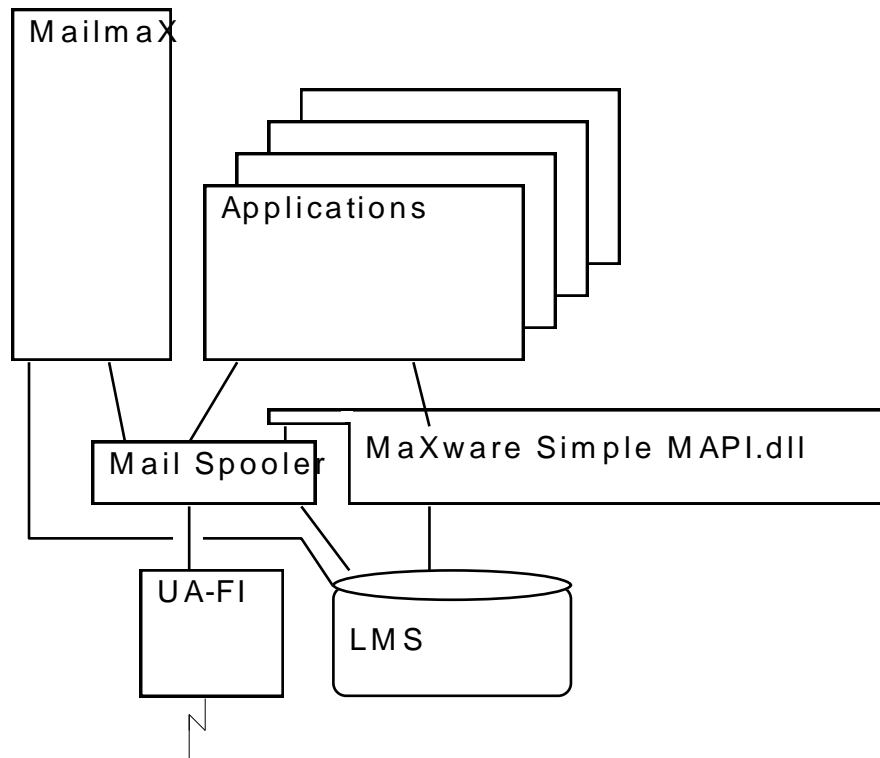 MailmaX
Applications
Mail Spooler
MaXware Simple MAPI.dll
UA-FI
LMS